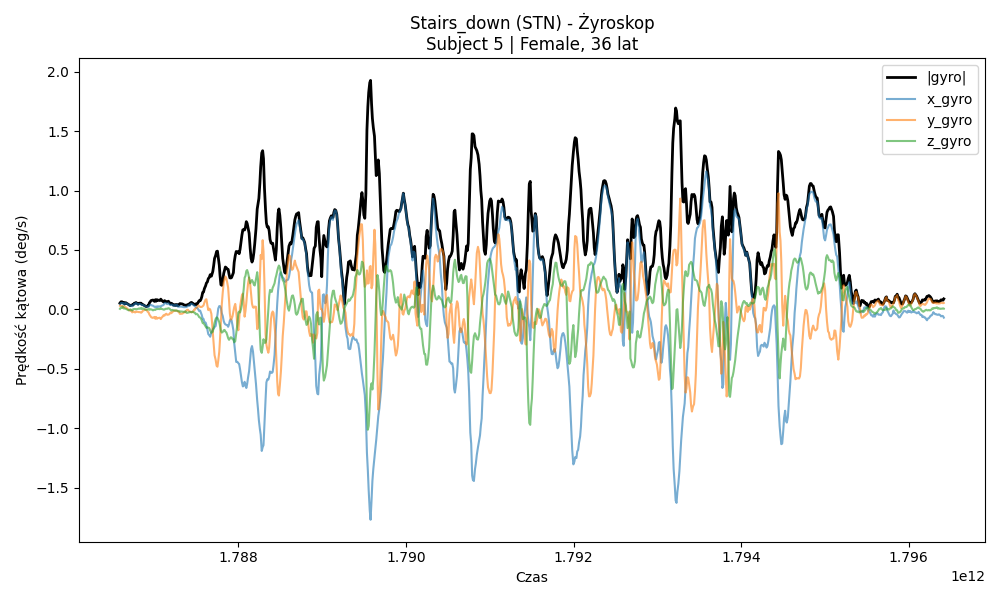 Stairs_down (STN) - Żyroskop
Subject 5 | Female, 36 lat
|gyro|
x_gyro
y_gyro
z_gyro
Prędkość kątowa (deg/s)
2.0
1.5
1.0
0.5
0.0
−0.5
−1.0
−1.5
1.788
1.790
1.792
1.794
1.796
1e12
Czas